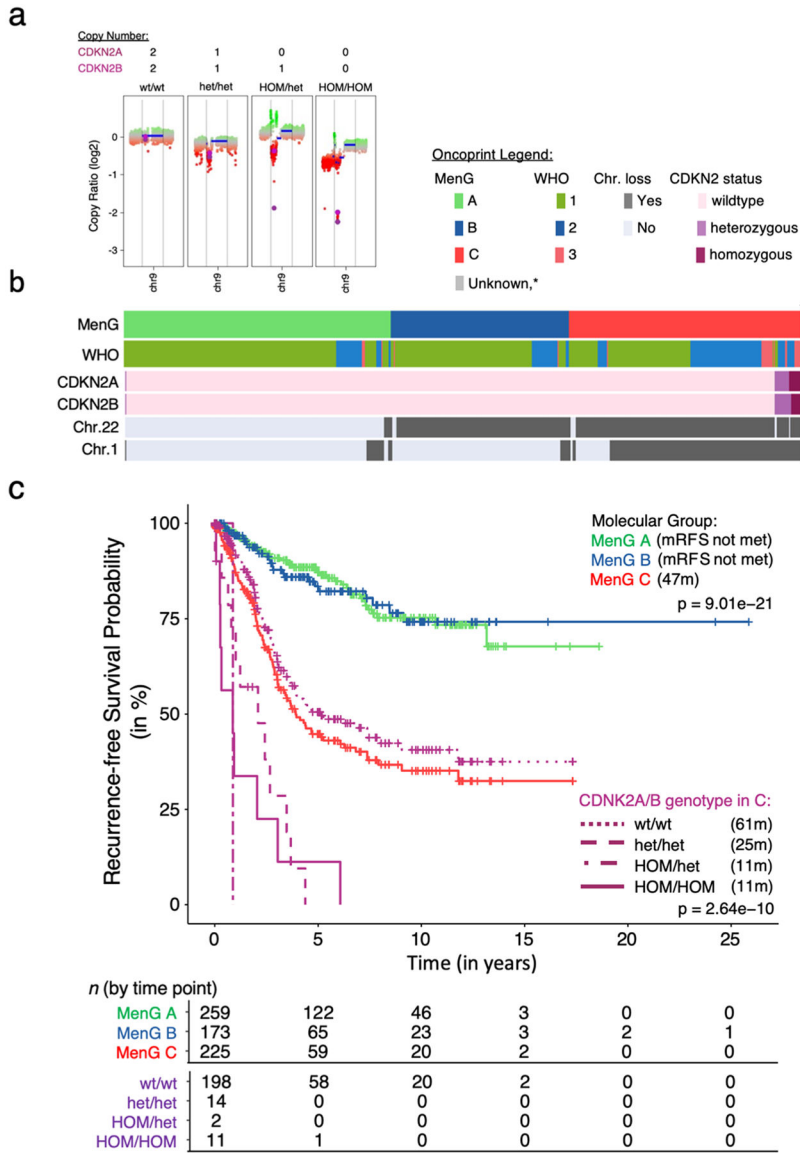 a
Copy Number:
CDKN2A 2 1 0 0
CDKN2B 2 1 1 0
wt/wt het/het HOM/het HOM/HOM
Copy Ratio (log2)
0
-1
-2
-3
chr9 chr9 chr9 chr9
Oncoprint Legend:
MenG WHO Chr. loss CDKN2 status
A 1 Yes wildtype
B 2 No heterozygous
C 3 homozygous
Unknown,*
b
MenG
WHO
CDKN2A
CDKN2B
Chr.22
Chr.1
c
Recurrence-free Survival Probability
(in %)
100
75
50
25
0
Molecular Group:
MenG A (mRFS not met)
MenG B (mRFS not met)
MenG C (47m)
p = 9.01e−21
CDNK2A/B genotype in C:
wt/wt (61m)
het/het (25m)
HOM/het (11m)
HOM/HOM (11m)
p = 2.64e−10
0 5 10 15 20 25
Time (in years)
n (by time point)
MenG A 259 122 46 3 0 0
MenG B 173 65 23 3 2 1
MenG C 225 59 20 2 0 0
wt/wt 198 58 20 2 0 0
het/het 14 0 0 0 0 0
HOM/het 2 0 0 0 0 0
HOM/HOM 11 1 0 0 0 0